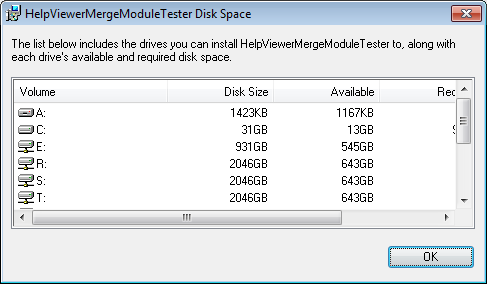 HelpViewerMergeModuleTester Disk Space
The list below includes the drives you can install HelpViewerMergeModuleTester to, along with
each drive's available and required disk space.
Volume Disk Size Available
A: 1423KB 1167KB
C: 31GB 13GB
E: 931GB 545GB
R: 2046GB 643GB
S: 2046GB 643GB
T: 2046GB 643GB
OK